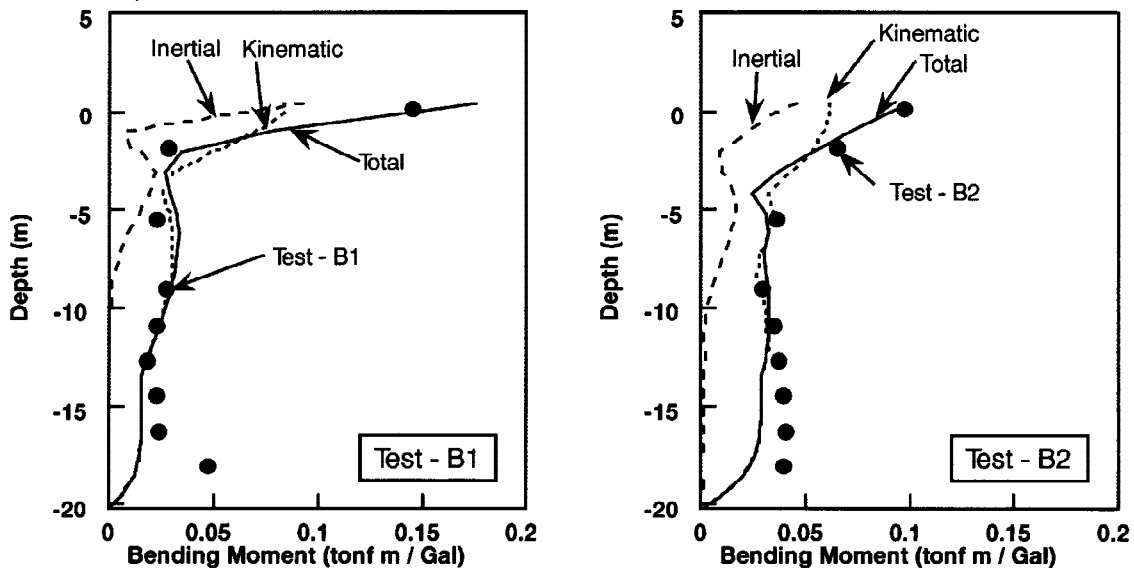 5
0
-5
-10
-15
-20
Depth (m)
Inertial
Kinematic
Total
Test - B1
Test - B1
0
0.05
0.1
0.15
0.2
Bending Moment (tonf m / Gal)
5
0
-5
-10
-15
-20
Depth (m)
Kinematic
Inertial
Total
Test - B2
Test - B2
0
0.05
0.1
0.15
0.2
Bending Moment (tonf m / Gal)